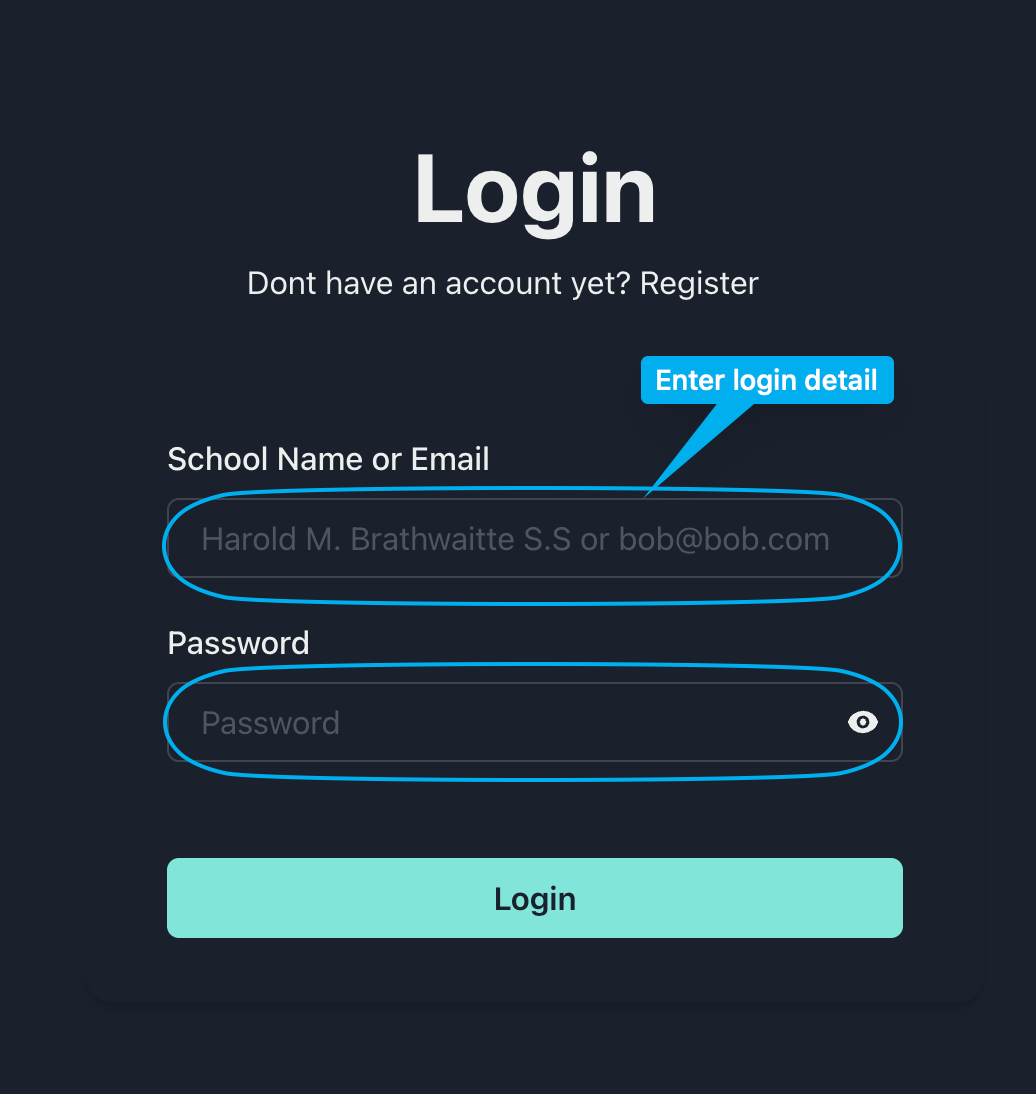 Login
Dont have an account yet? Register
Enter login detail
School Name or Email
Harold M. Brathwaitte S.S or bob@bob.com
Password
Password
Login